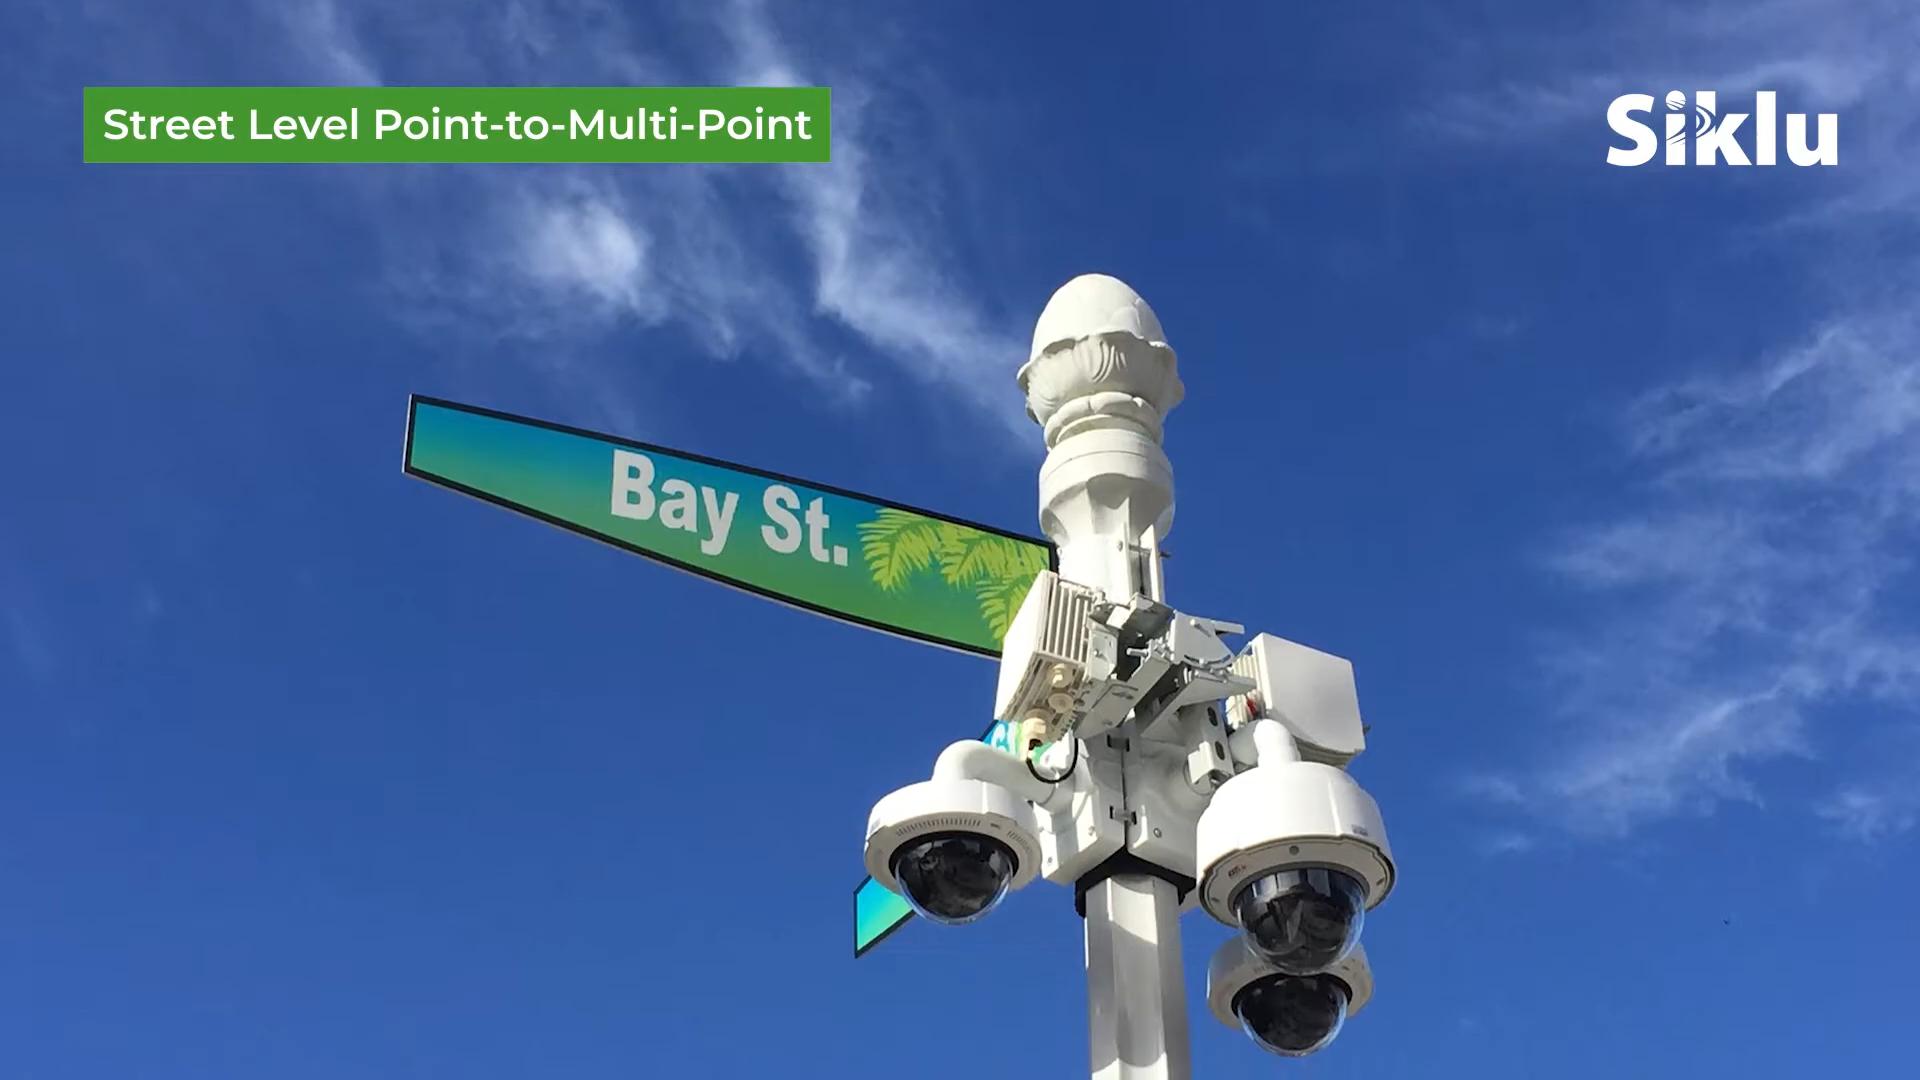 Street Level Point-to-Multi-Point
Siklu
Bay St.